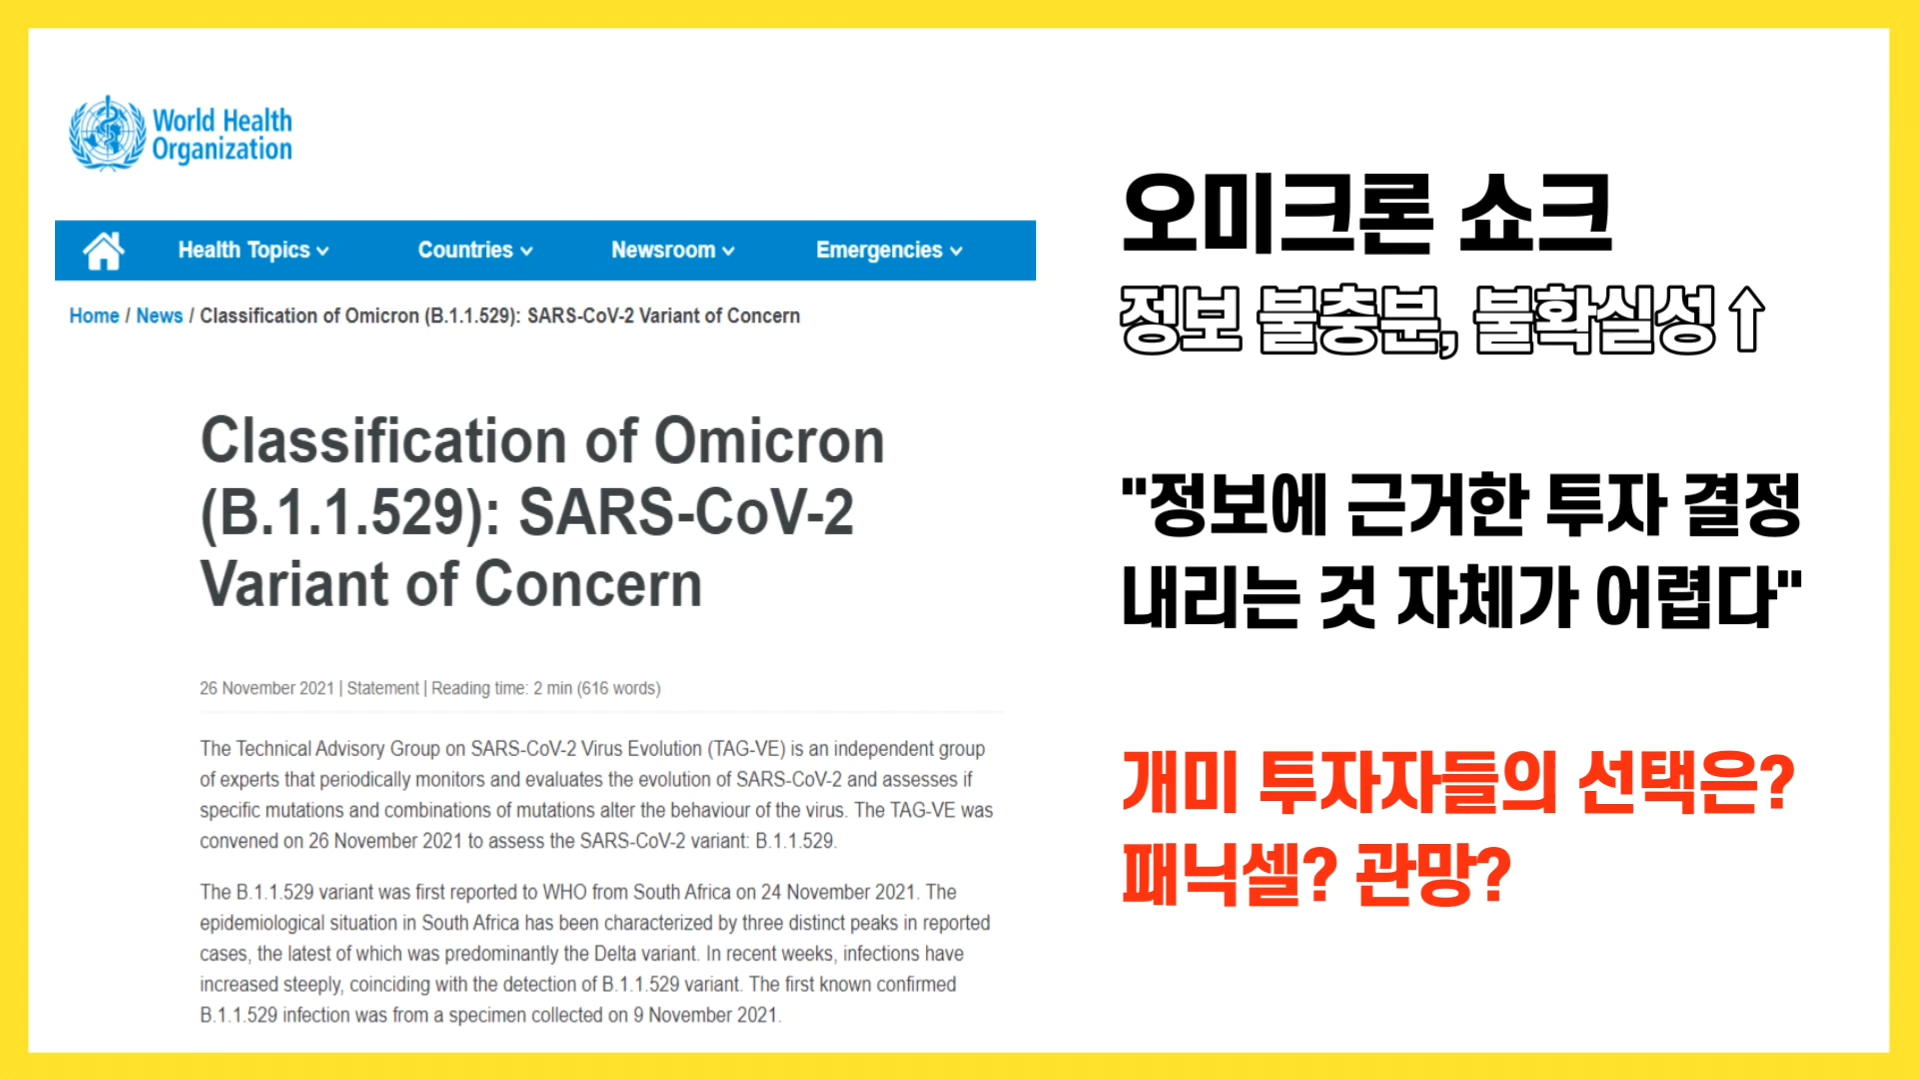 World Health
Organization
Health Topics
Countries
Newsroom
Emergencies
Home / News / Classification of Omicron (B.1.1.529): SARS-CoV-2 Variant of Concern
Classification of Omicron
(B.1.1.529): SARS-CoV-2
Variant of Concern
26 November 2021 | Statement | Reading time: 2 min (616 words)
The Technical Advisory Group on SARS-CoV-2 Virus Evolution (TAG-VE) is an independent group
of experts that periodically monitors and evaluates the evolution of SARS-CoV-2 and assesses if
specific mutations and combinations of mutations alter the behaviour of the virus. The TAG-VE was
convened on 26 November 2021 to assess the SARS-CoV-2 variant: B.1.1.529.
The B.1.1.529 variant was first reported to WHO from South Africa on 24 November 2021. The
epidemiological situation in South Africa has been characterized by three distinct peaks in reported
cases, the latest of which was predominantly the Delta variant. In recent weeks, infections have
increased steeply, coinciding with the detection of B.1.1.529 variant. The first known confirmed
B.1.1.529 infection was from a specimen collected on 9 November 2021.
오미크론 쇼크
정보 불충분, 불확실성↑
"정보에 근거한 투자 결정
내리는 것 자체가 어렵다"
개미 투자자들의 선택은?
패닉셀? 관망?